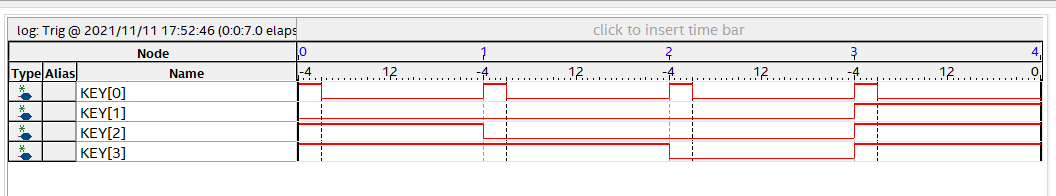 log: Trig @ 2021/11/11 17:52:46 (0:0:7.0 elaps
click to insert time bar
Node
0 1 2 3 4
Type Alias Name
-4 12 -4 12 -4 12 -4 12 0
KEY[0]
KEY[1]
KEY[2]
KEY[3]